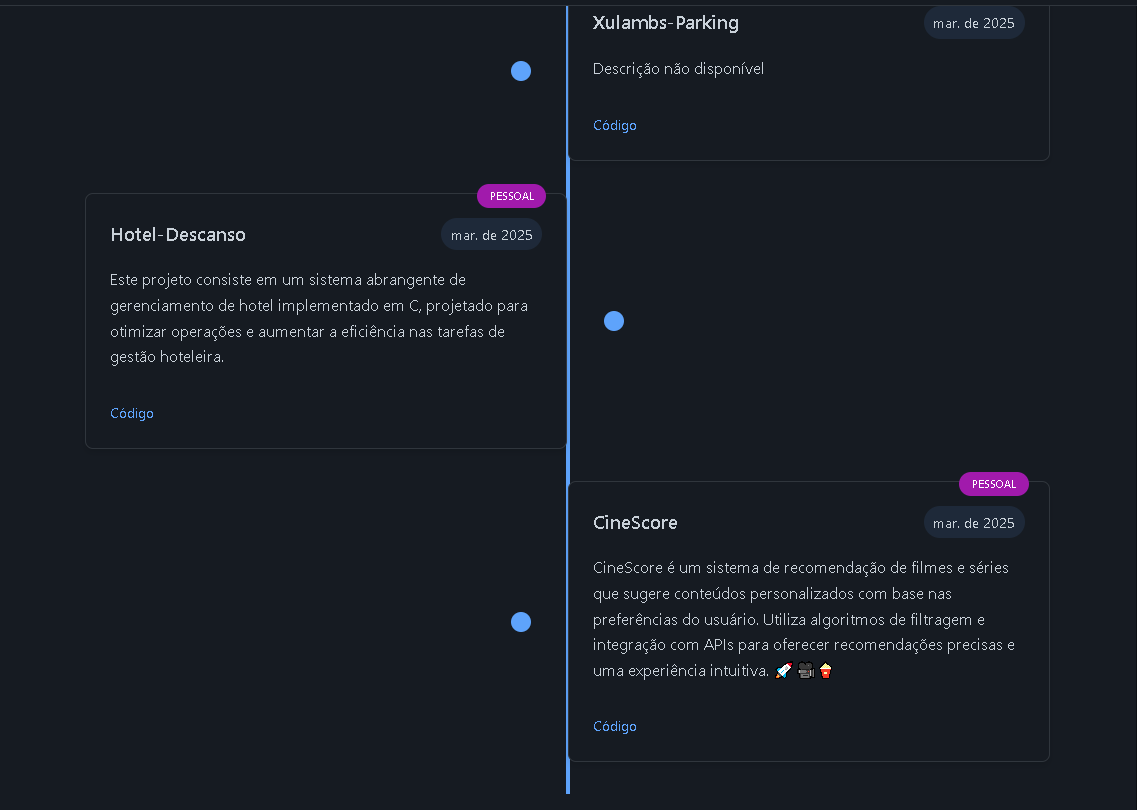 Xulambs-Parking
mar. de 2025
Descrição não disponível
Código
PESSOAL
Hotel-Descanso
mar. de 2025
Este projeto consiste em um sistema abrangente de
gerenciamento de hotel implementado em C, projetado para
otimizar operações e aumentar a eficiência nas tarefas de
gestão hoteleira.
Código
PESSOAL
CineScore
mar. de 2025
CineScore é um sistema de recomendação de filmes e séries
que sugere conteúdos personalizados com base nas
preferências do usuário. Utiliza algoritmos de filtragem e
integração com APIs para oferecer recomendações precisas e
uma experiência intuitiva. 🚀 🎥 🍿
Código